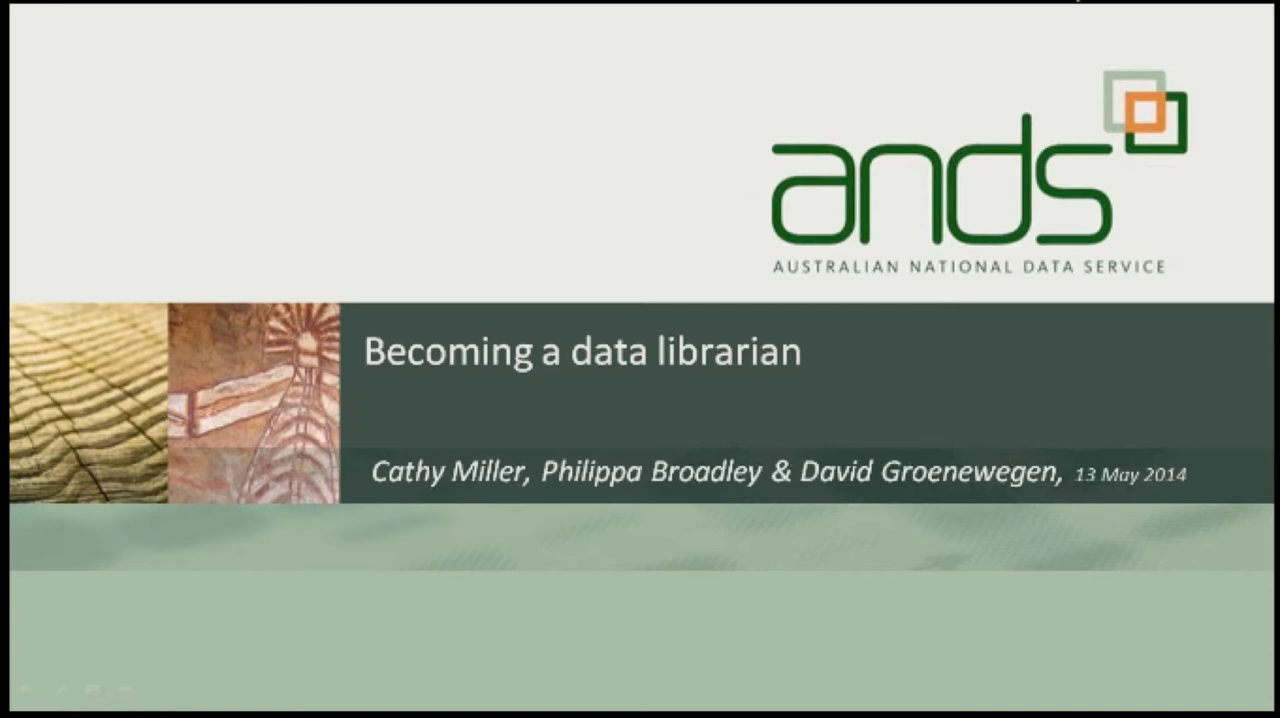 ands
AUSTRALIAN NATIONAL DATA SERVICE
Becoming a data librarian
Cathy Miller, Philippa Broadley & David Groenewegen, 13 May 2014